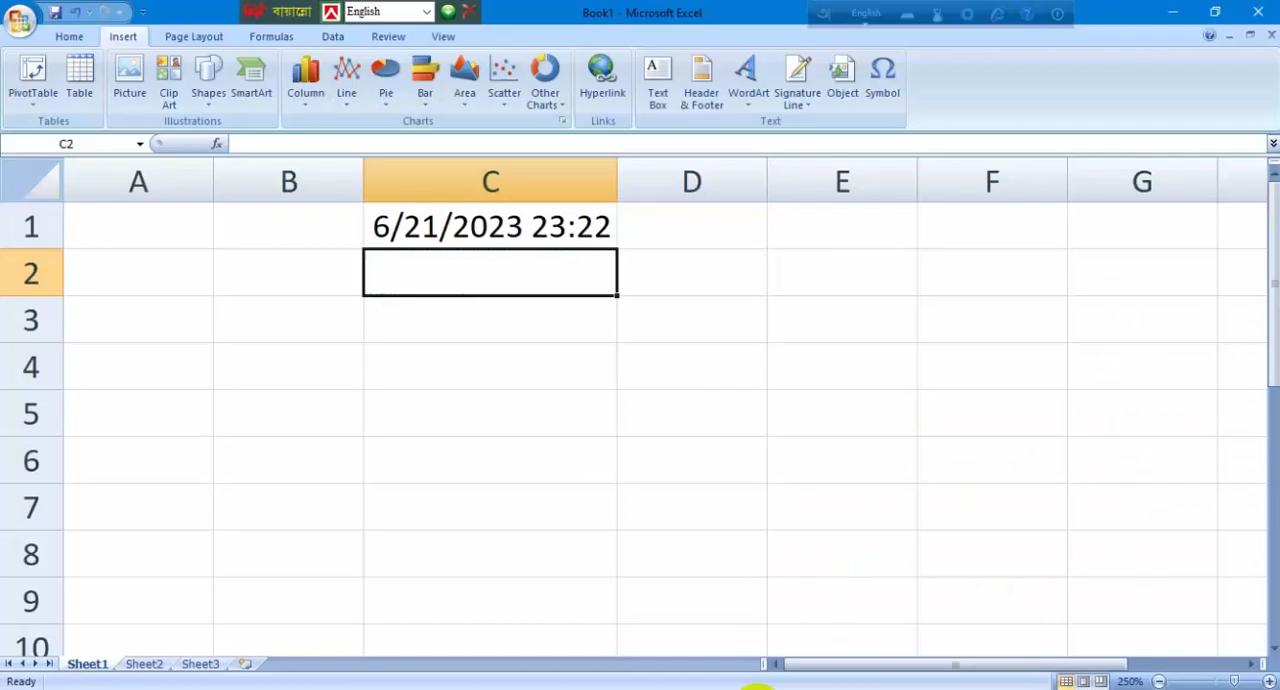 বায়ান্নো English Book1 - Microsoft Excel English
Home Insert Page Layout Formulas Data Review View
PivotTable Table Picture Clip Art Shapes SmartArt Column Line Pie Bar Area Scatter Other Charts Hyperlink Text Box Header & Footer WordArt Signature Line Object Symbol
Tables Illustrations Charts Links Text
C2 fx
A B C D E F G
1 6/21/2023 23:22
2
3
4
5
6
7
8
9
10
Sheet1 Sheet2 Sheet3
Ready 250%